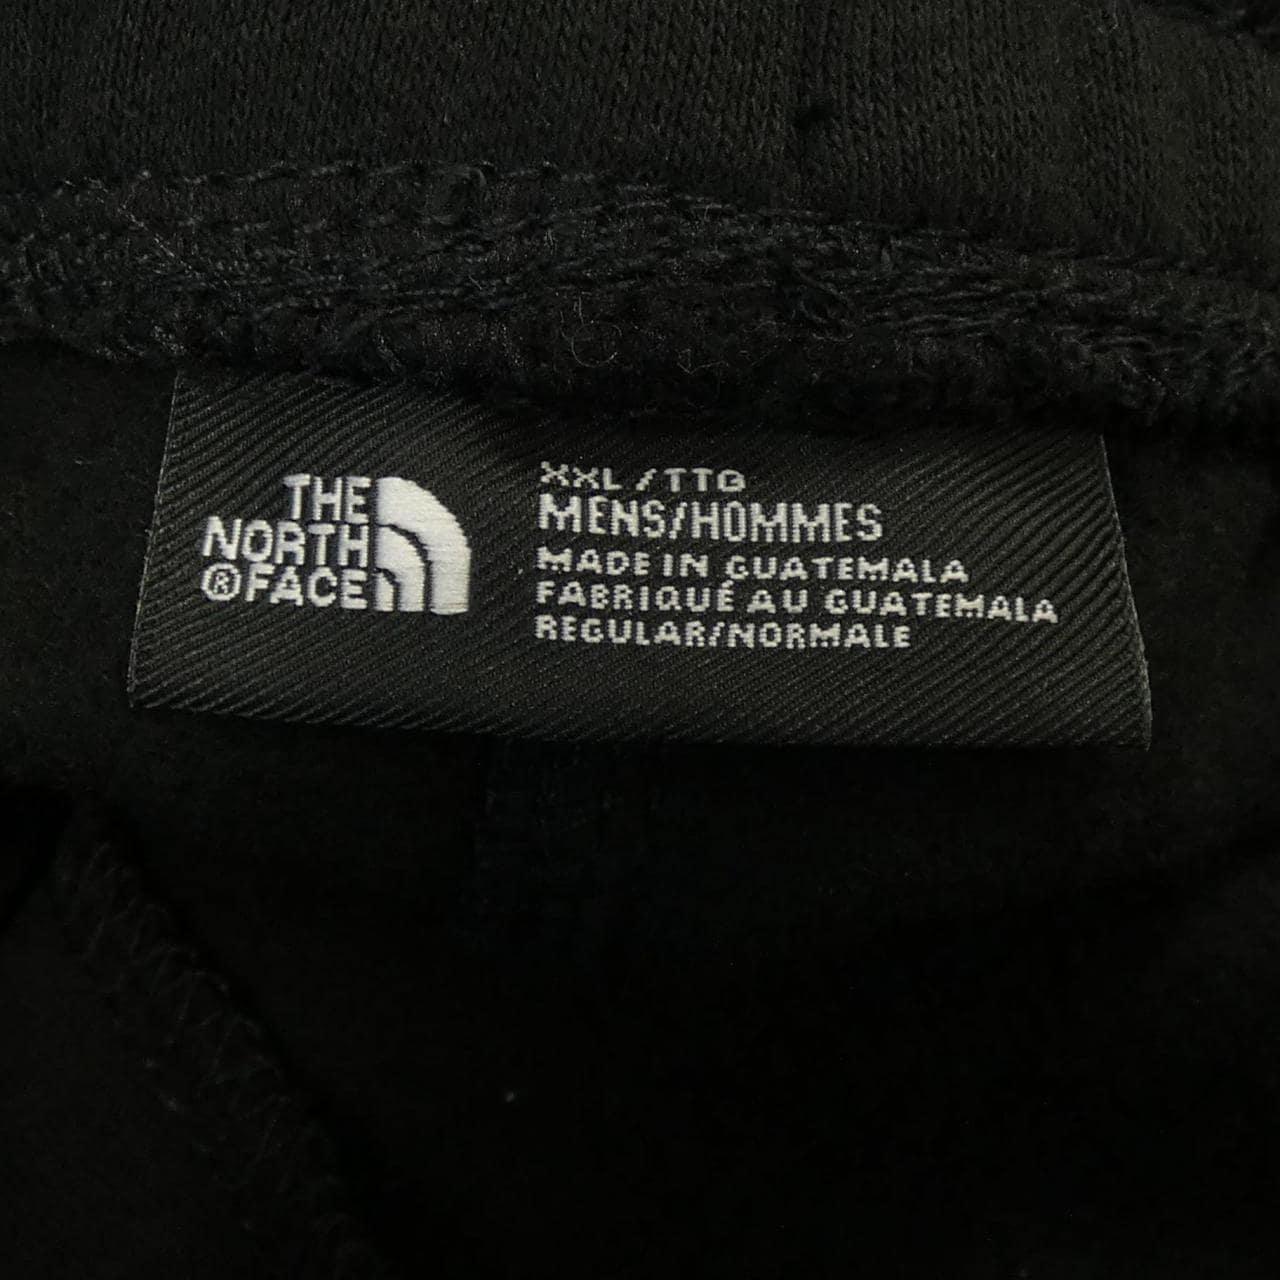 THE
NORTH
®FACE
XXL/TTG
MENS/HOMMES
MADE IN GUATEMALA
FABRIQUÉ AU GUATEMALA
REGULAR/NORMALE